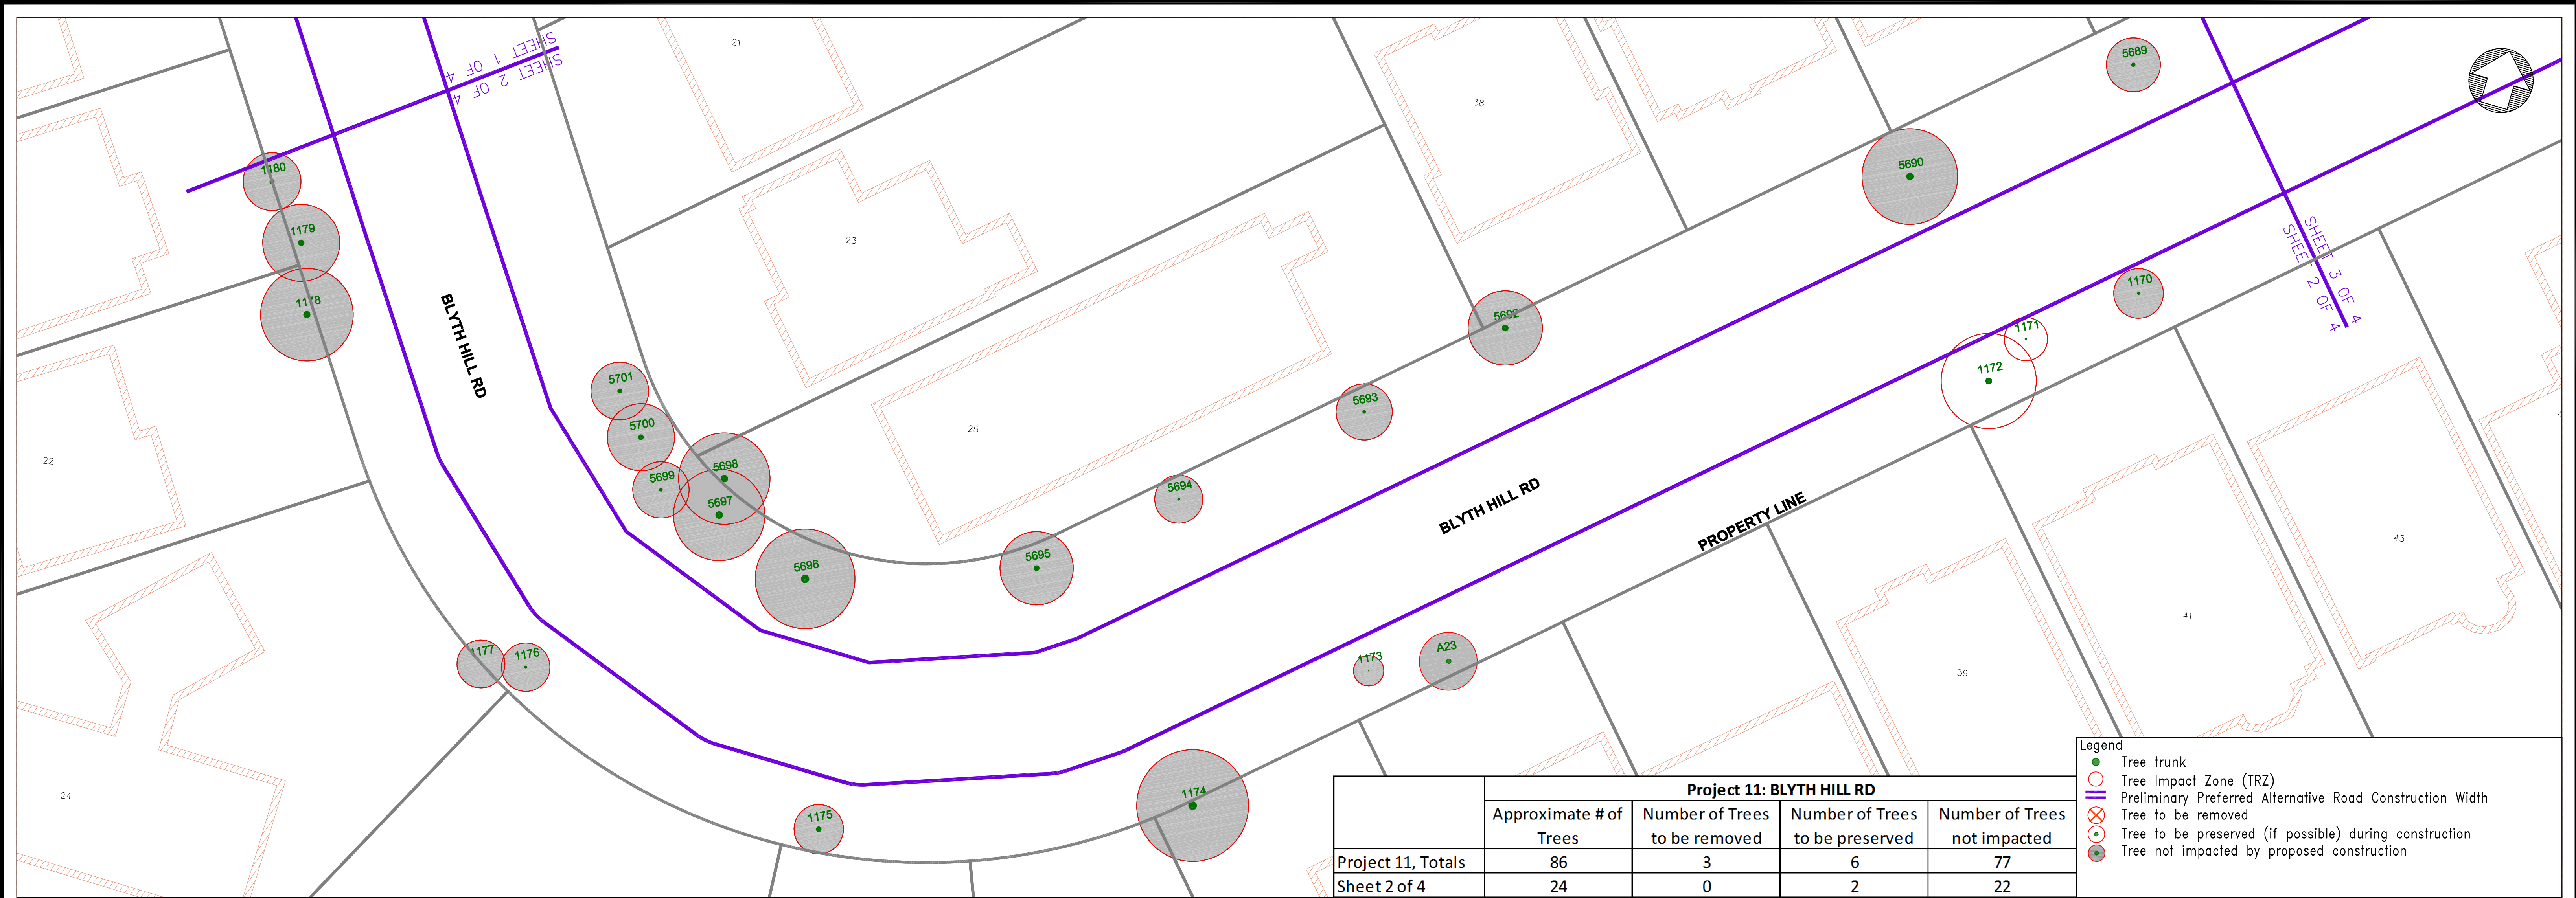 SHEET 1 OF 4
SHEET 2 OF 4
21
38
5689
1180
1179
1178
5690
23
1170
SHEET 3 OF 4
SHEET 2 OF 4
BLYTH HILL RD
5692
1171
1172
5701
5700
5693
25
5698
5699
5697
5694
22
BLYTH HILL RD
PROPERTY LINE
5696
5695
43
41
1177
1176
1173
A23
39
24
1175
1174
Project 11: BLYTH HILL RD
Approximate # of Trees
Number of Trees to be removed
Number of Trees to be preserved
Number of Trees not impacted
Project 11, Totals 86 3 6 77
Sheet 2 of 4 24 0 2 22
Legend
Tree trunk
Tree Impact Zone (TRZ)
Preliminary Preferred Alternative Road Construction Width
Tree to be removed
Tree to be preserved (if possible) during construction
Tree not impacted by proposed construction